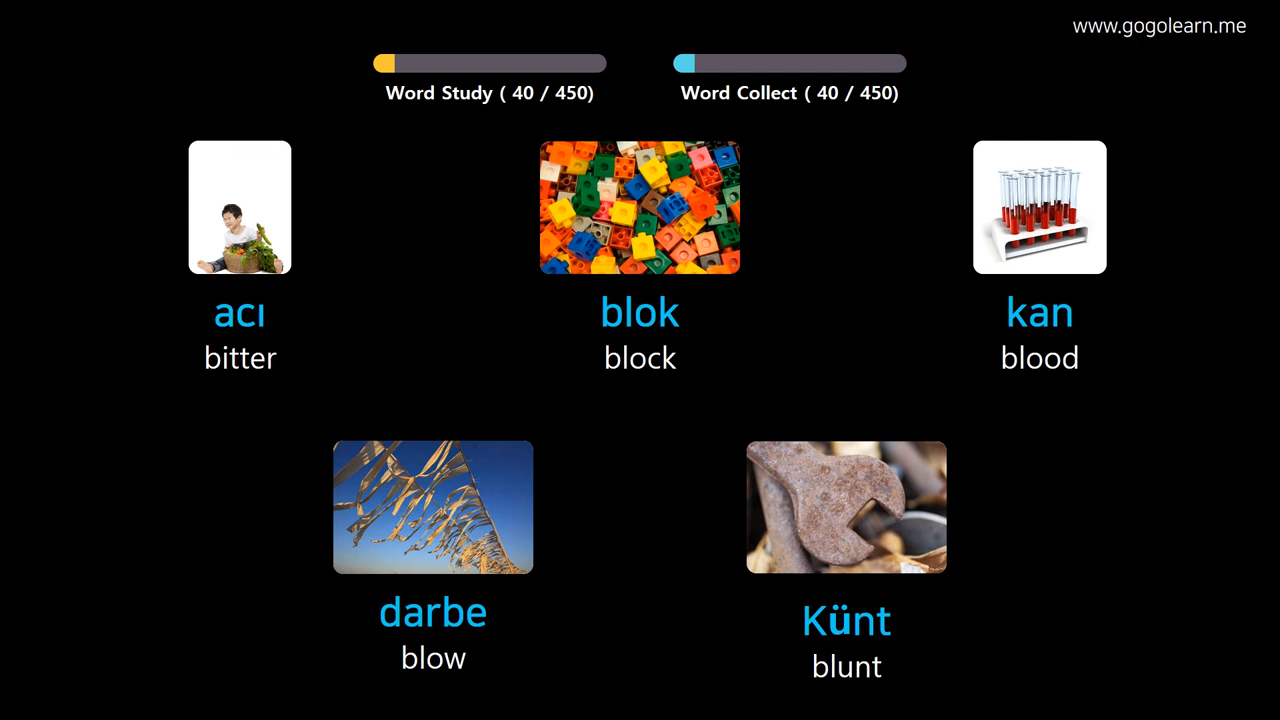 www.gogolearn.me
Word Study ( 40 / 450)
Word Collect ( 40 / 450)
acı
bitter
blok
block
kan
blood
darbe
blow
Künt
blunt